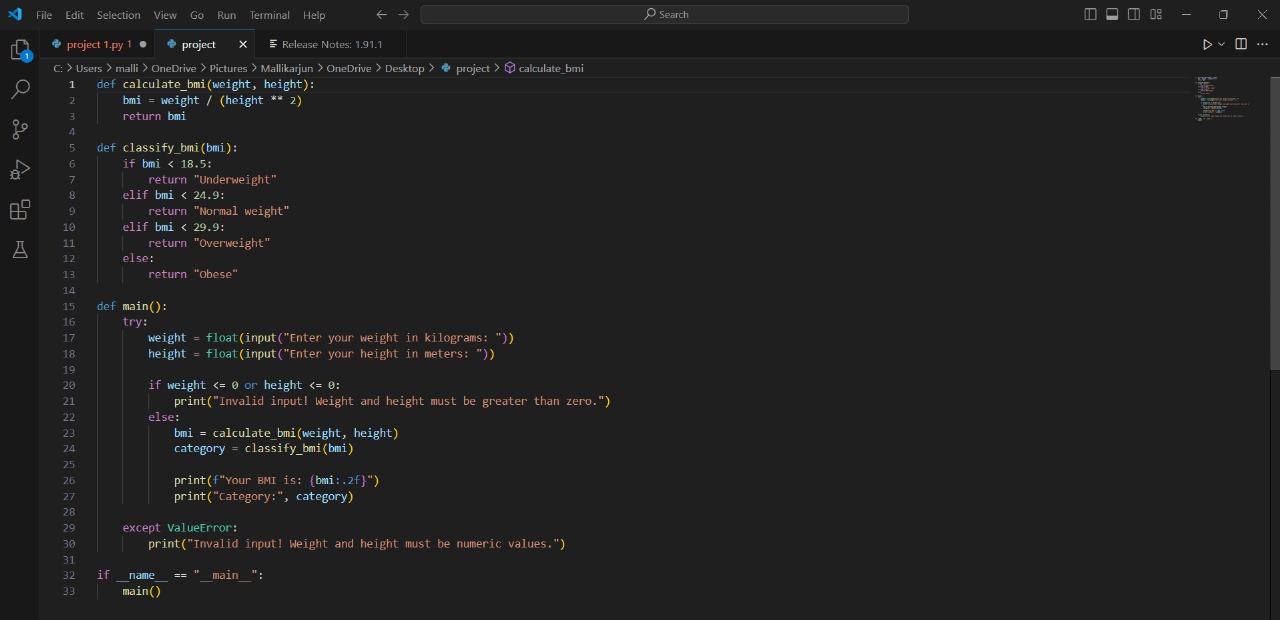 File Edit Selection View Go Run Terminal Help Search
project 1.py 1 project Release Notes: 1.91.1
1
C: > Users > malli > OneDrive > Pictures > Mallikarjun > OneDrive > Desktop > project > calculate_bmi
1 def calculate_bmi(weight, height):
2     bmi = weight / (height ** 2)
3     return bmi
4
5 def classify_bmi(bmi):
6     if bmi < 18.5:
7         return "Underweight"
8     elif bmi < 24.9:
9         return "Normal weight"
10     elif bmi < 29.9:
11         return "Overweight"
12     else:
13         return "Obese"
14
15 def main():
16     try:
17         weight = float(input("Enter your weight in kilograms: "))
18         height = float(input("Enter your height in meters: "))
19
20         if weight <= 0 or height <= 0:
21             print("Invalid input! Weight and height must be greater than zero.")
22         else:
23             bmi = calculate_bmi(weight, height)
24             category = classify_bmi(bmi)
25
26             print(f"Your BMI is: {bmi:.2f}")
27             print("Category:", category)
28
29     except ValueError:
30         print("Invalid input! Weight and height must be numeric values.")
31
32 if __name__ == "__main__":
33     main()